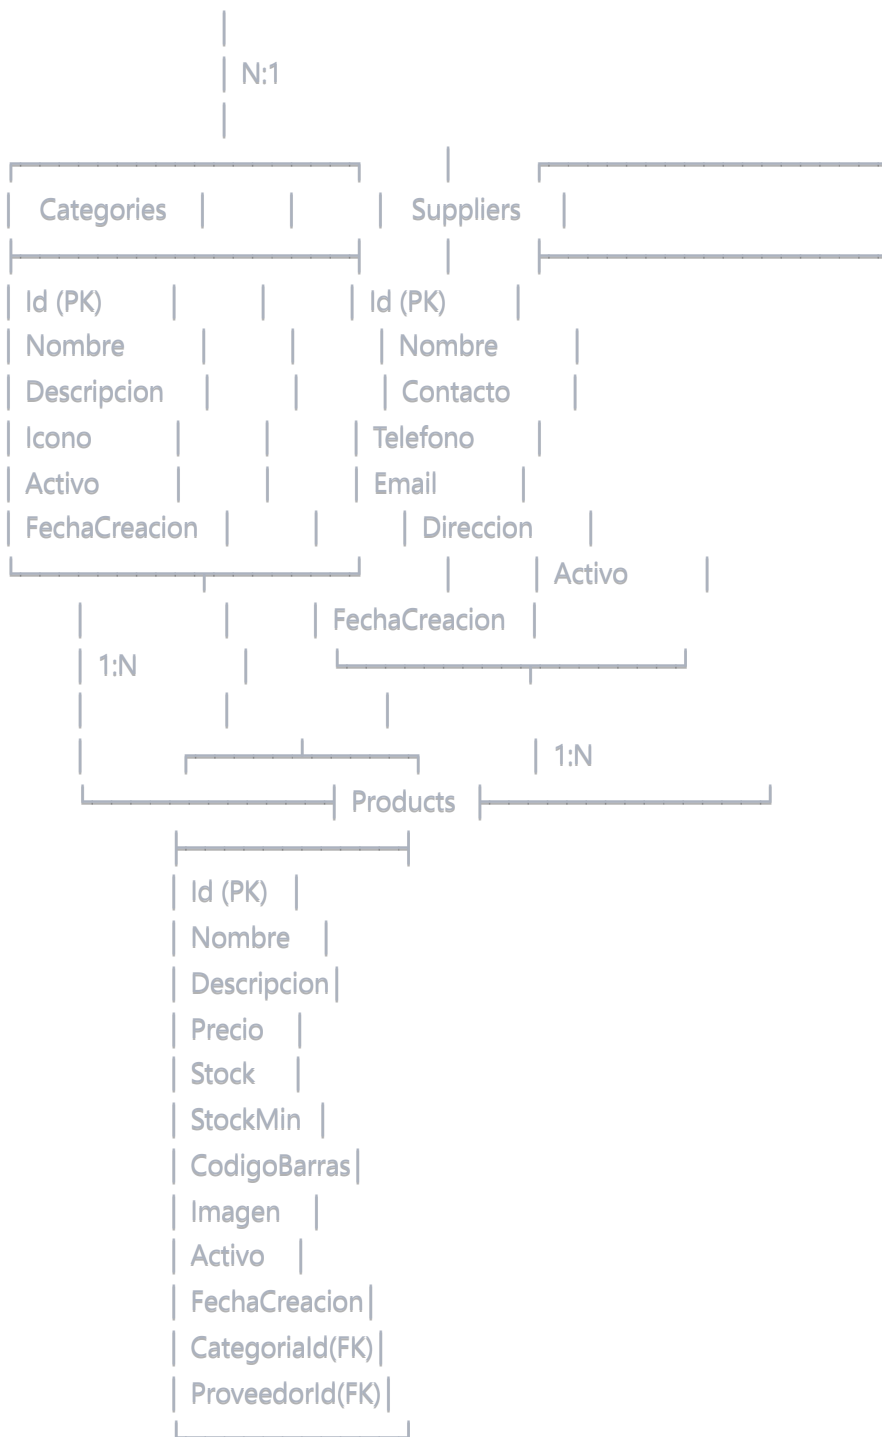 N:1
Categories Suppliers
Id (PK) Id (PK)
Nombre Nombre
Descripcion Contacto
Icono Telefono
Activo Email
FechaCreacion Direccion
Activo
FechaCreacion
1:N
1:N
Products
Id (PK)
Nombre
Descripcion
Precio
Stock
StockMin
CodigoBarras
Imagen
Activo
FechaCreacion
CategoriaId(FK)
ProveedorId(FK)